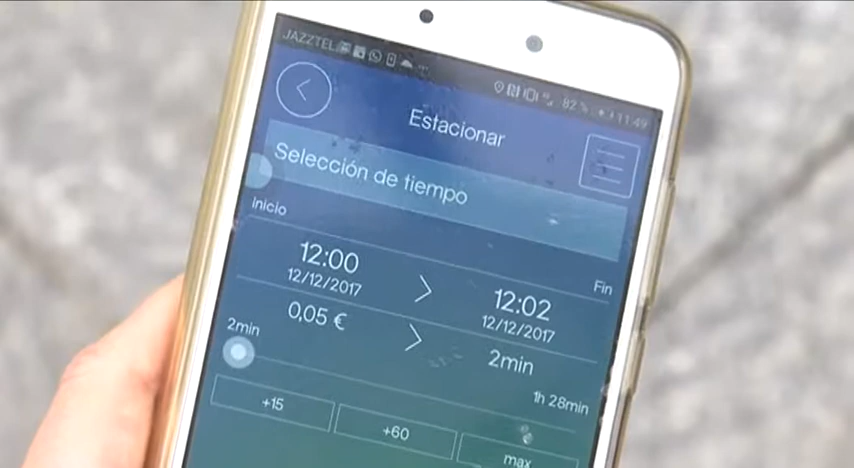 JAZZTEL 82 % 11:49
Estacionar
Selección de tiempo
inicio
Fin
12:00
12/12/2017
12:02
12/12/2017
0,05 €
2min
2min
1h 28min
+15
+60
max